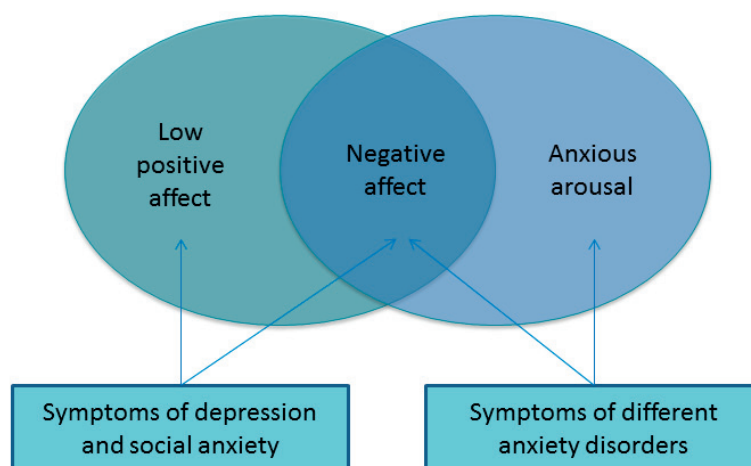 Low
positive
affect
Negative
affect
Anxious
arousal
Symptoms of depression
and social anxiety
Symptoms of different
anxiety disorders